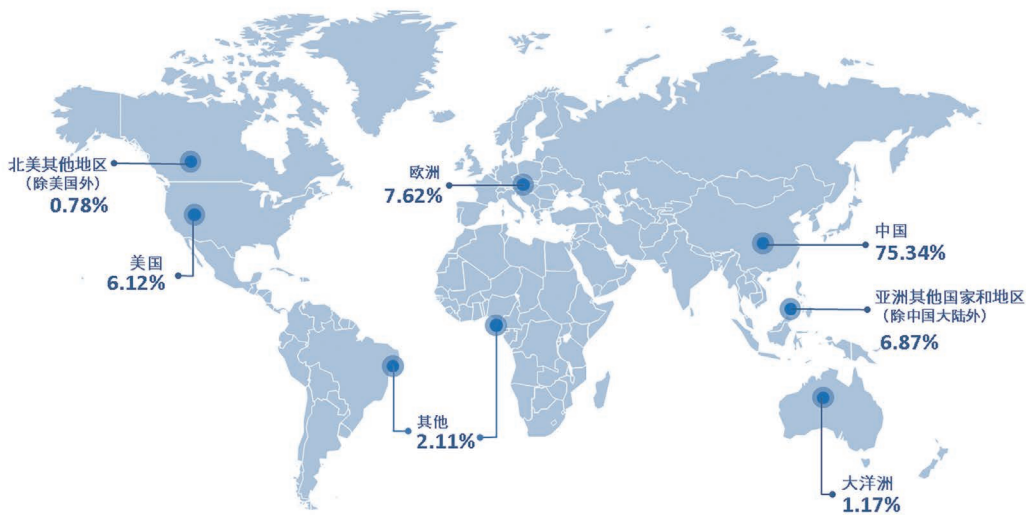 北美其他地区
（除美国外）
0.78%
美国
6.12%
欧洲
7.62%
中国
75.34%
亚洲其他国家和地区
（除中国大陆外）
6.87%
其他
2.11%
大洋洲
1.17%